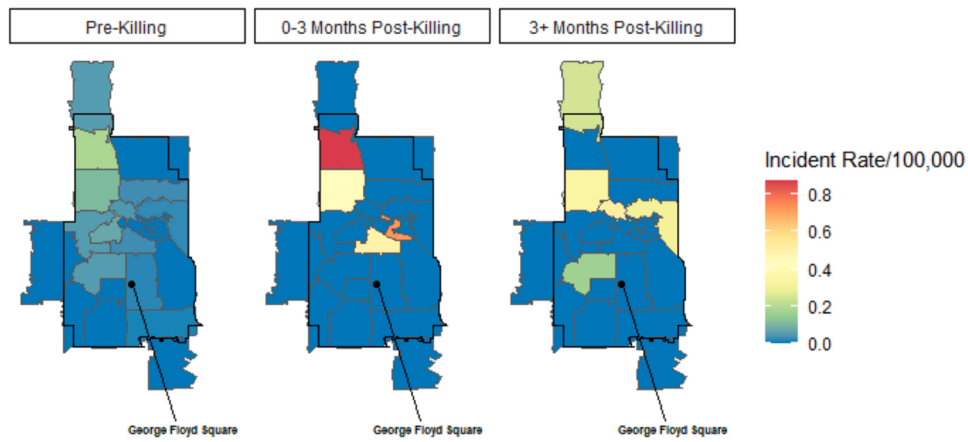 Pre-Killing
0-3 Months Post-Killing
3+ Months Post-Killing
Incident Rate/100,000
0.8
0.6
0.4
0.2
0.0
George Floyd Square
George Floyd Square
George Floyd Square